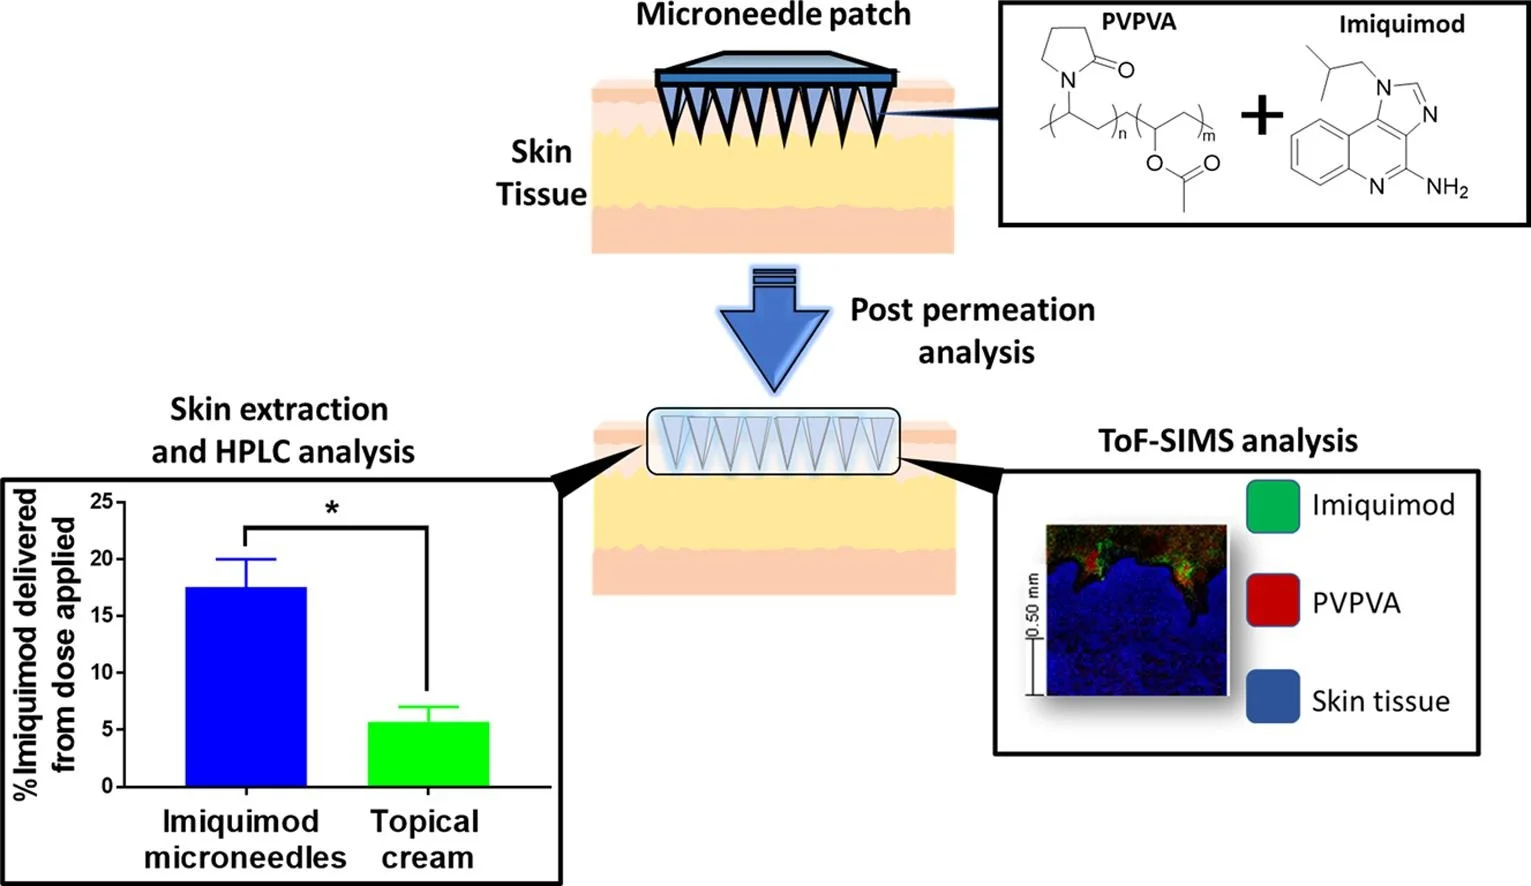 Microneedle patch
PVPVA
Imiquimod
N
O
n
m
O
O
+
N
N
N
NH2
Skin
Tissue
Post permeation
analysis
Skin extraction
and HPLC analysis
% Imiquimod delivered
from dose applied
25
20
15
10
5
0
*
Imiquimod
microneedles
Topical
cream
ToF-SIMS analysis
0.50 mm
Imiquimod
PVPVA
Skin tissue